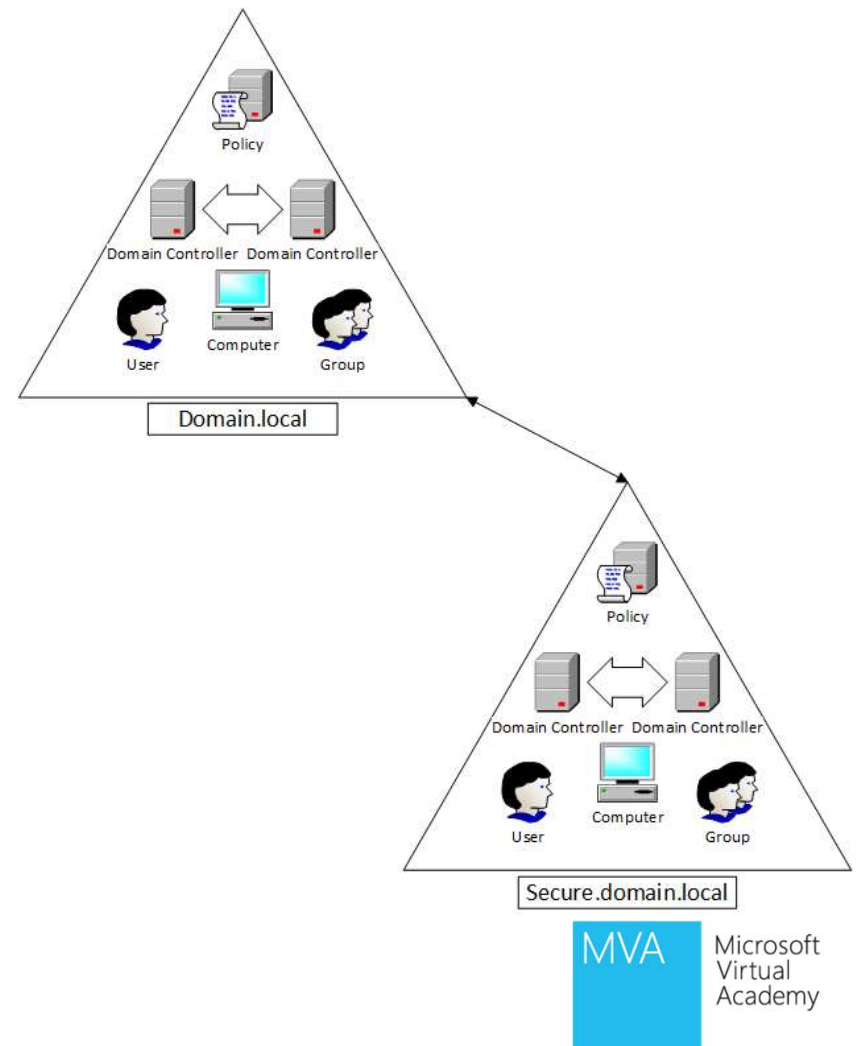 Policy
Domain Controller Domain Controller
User
Computer
Group
Domain.local
Policy
Domain Controller Domain Controller
User
Computer
Group
Secure.domain.local
MVA
Microsoft
Virtual
Academy